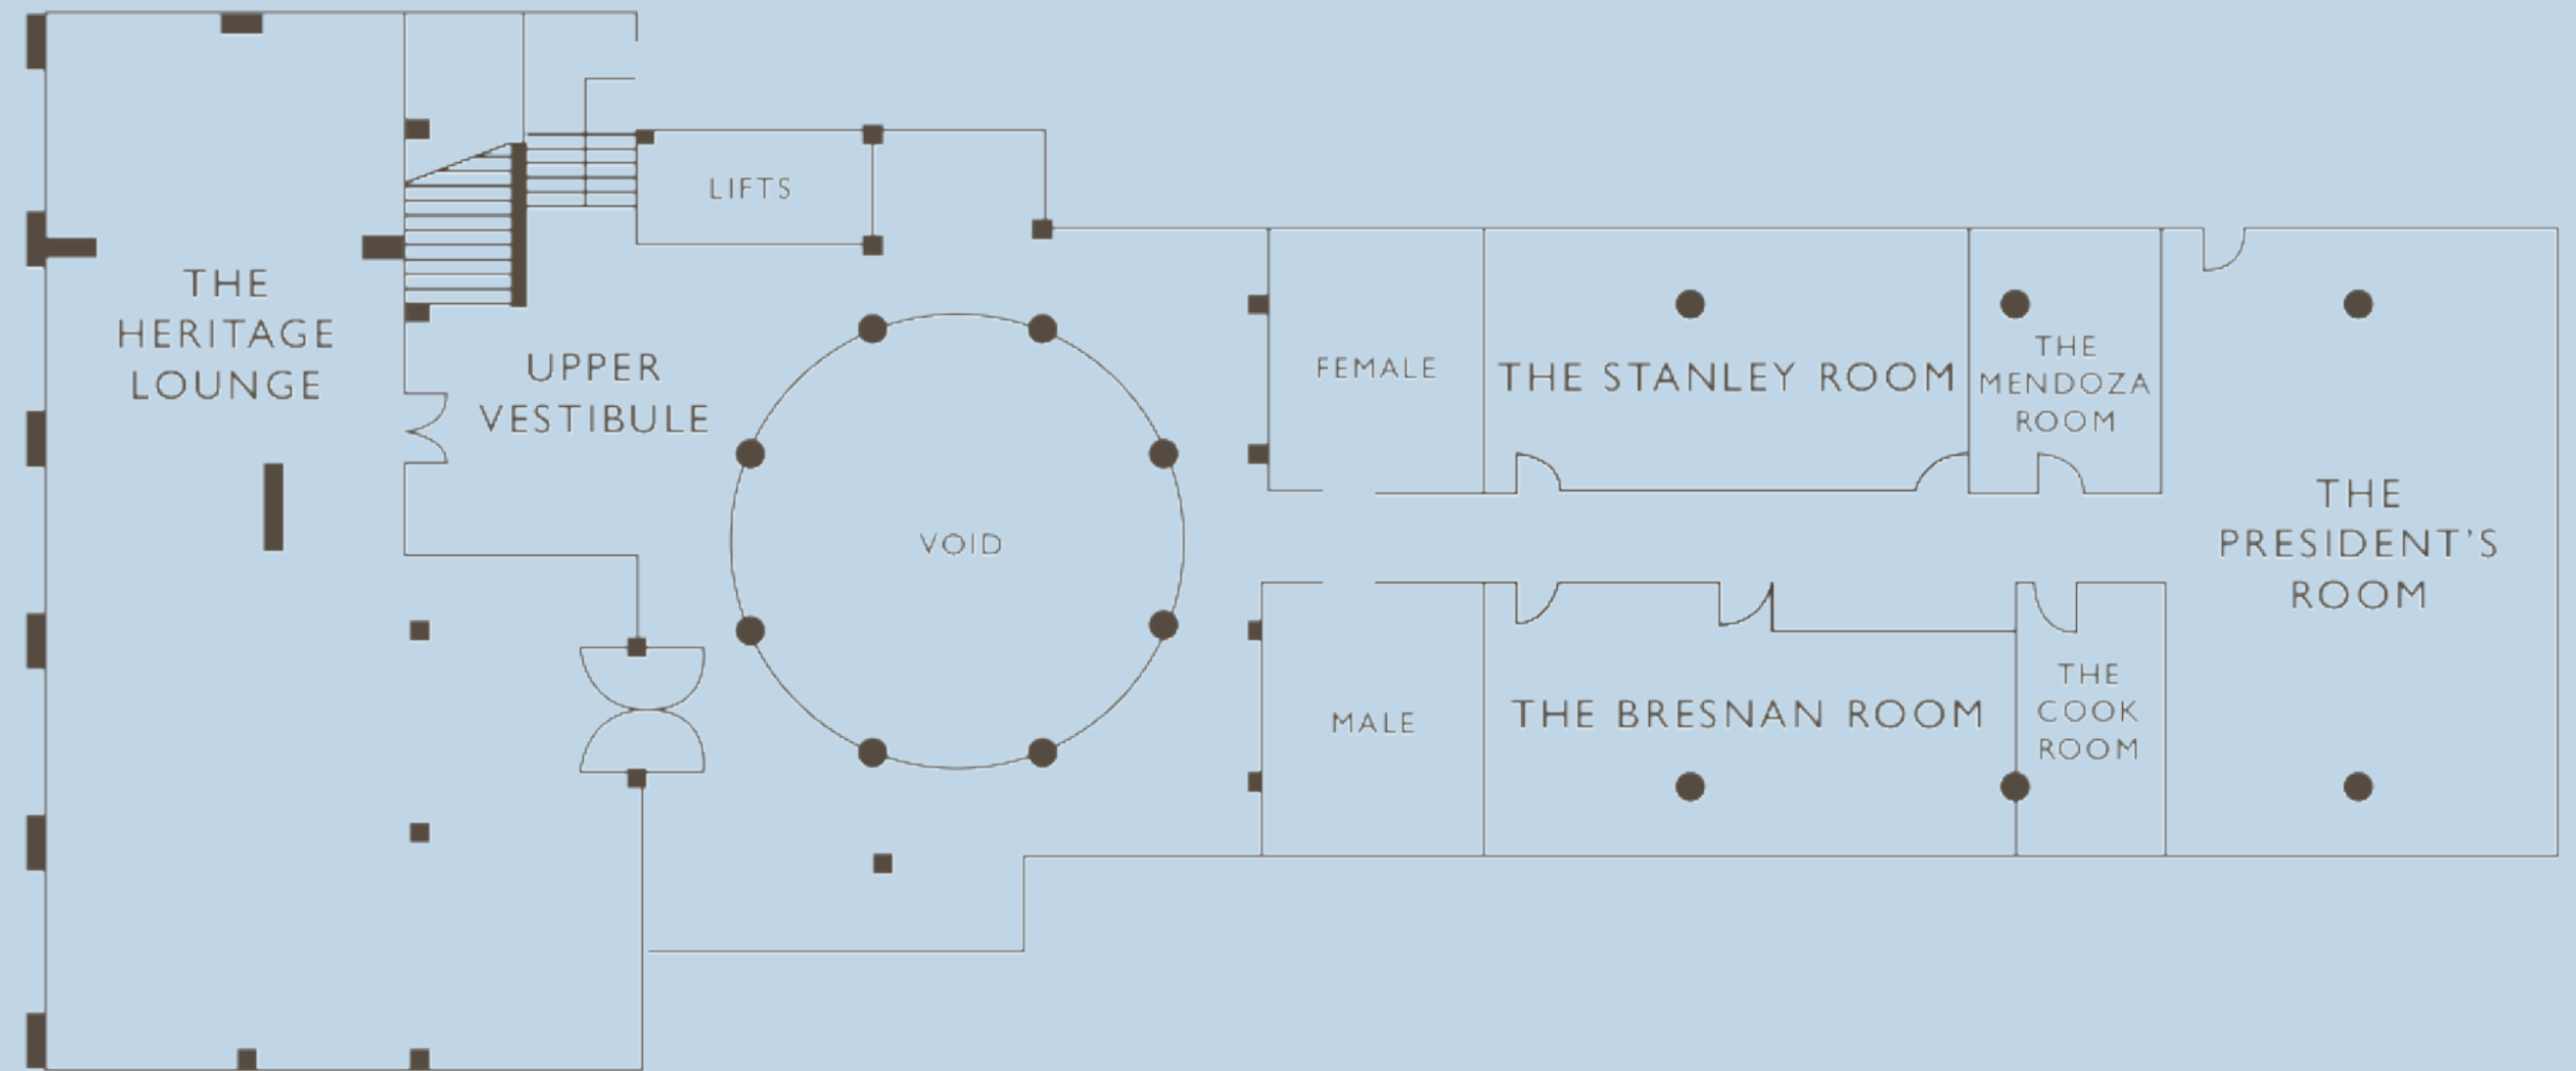 LIFTS
THE
HERITAGE
LOUNGE
UPPER
VESTIBULE
VOID
FEMALE
THE STANLEY ROOM
THE
MENDOZA
ROOM
THE
PRESIDENT'S
ROOM
MALE
THE BRESNAN ROOM
THE
COOK
ROOM